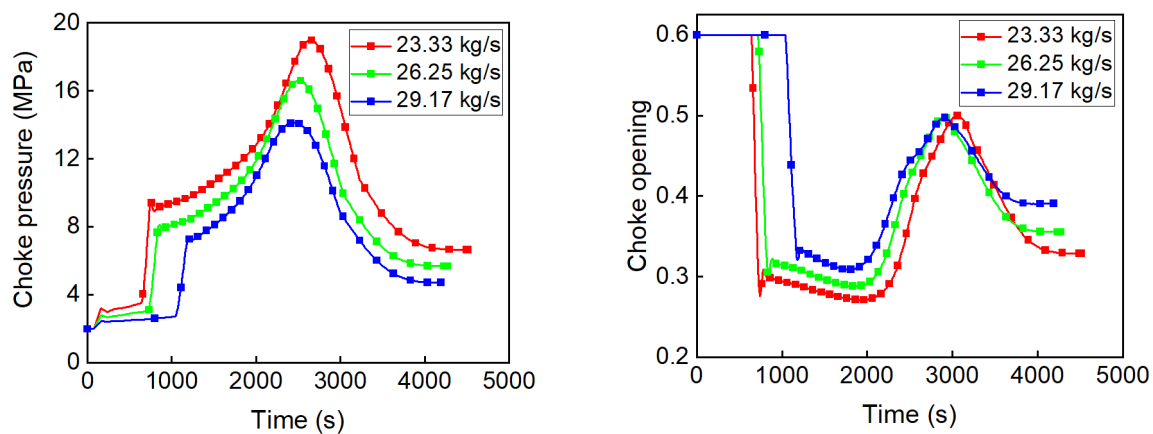 20
16
12
8
4
0
Choke pressure (MPa)
23.33 kg/s
26.25 kg/s
29.17 kg/s
0 1000 2000 3000 4000 5000
Time (s)
0.6
0.5
0.4
0.3
0.2
Choke opening
23.33 kg/s
26.25 kg/s
29.17 kg/s
0 1000 2000 3000 4000 5000
Time (s)